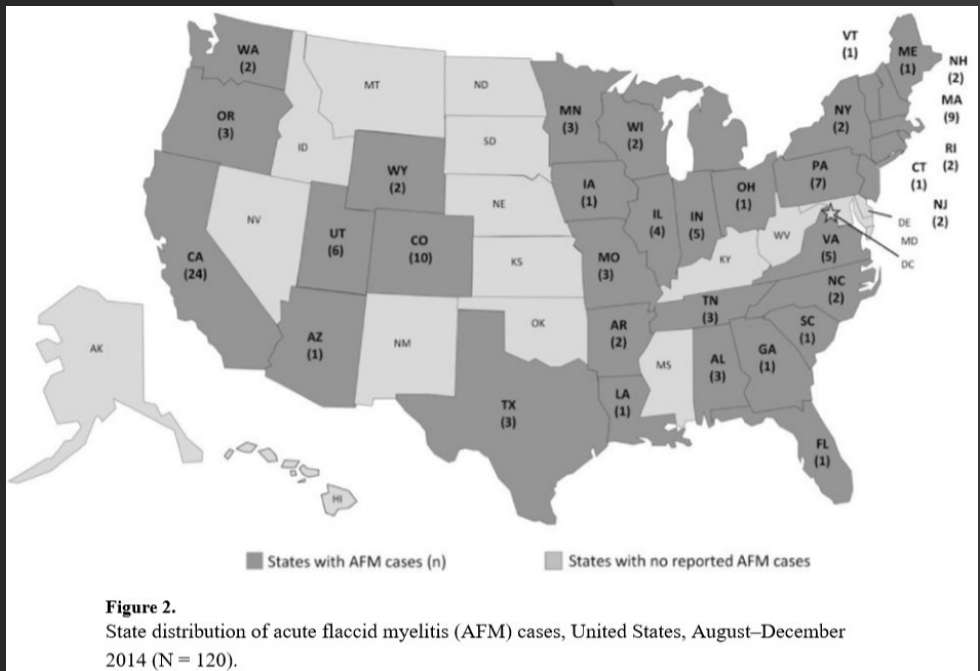 WA
(2)
OR
(3)
CA
(24)
NV
ID
MT
WY
(2)
UT
(6)
CO
(10)
AZ
(1)
NM
ND
SD
NE
KS
OK
TX
(3)
MN
(3)
IA
(1)
MO
(3)
AR
(2)
LA
(1)
WI
(2)
IL
(4)
IN
(5)
OH
(1)
KY
TN
(3)
MS
AL
(3)
GA
(1)
FL
(1)
SC
(1)
NC
(2)
VA
(5)
WV
PA
(7)
NY
(2)
VT
(1)
ME
(1)
NH
(2)
MA
(9)
RI
(2)
CT
(1)
NJ
(2)
DE
MD
DC
AK
HI
States with AFM cases (n)
States with no reported AFM cases
Figure 2.
State distribution of acute flaccid myelitis (AFM) cases, United States, August–December
2014 (N = 120).